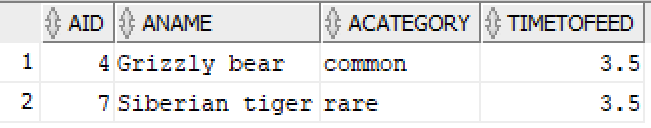 AID ANAME ACATEGORY TIMETOFEED
1 4 Grizzly bear common 3.5
2 7 Siberian tiger rare 3.5